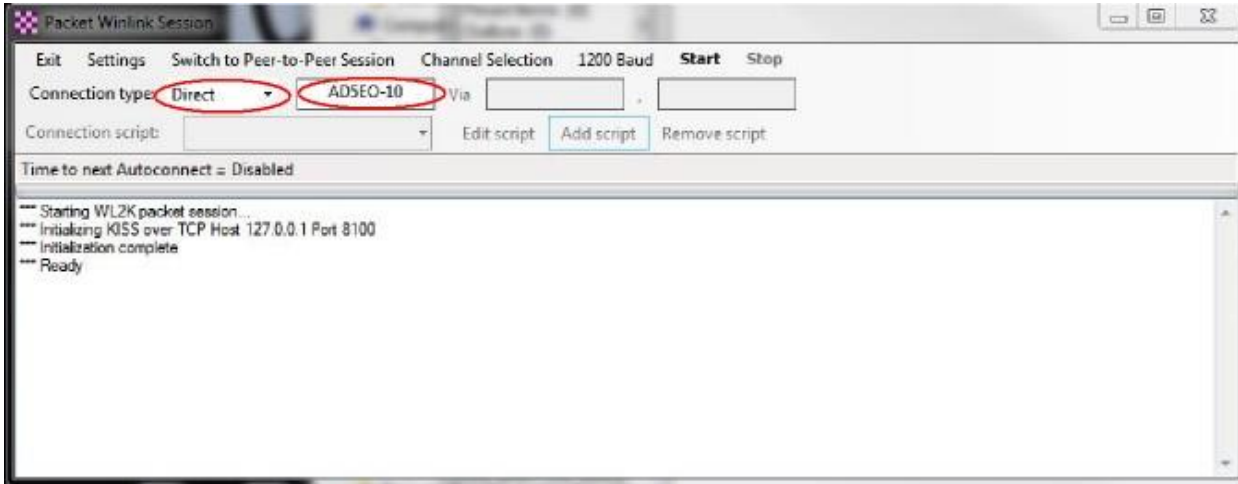 Packet Winlink Session
Exit Settings Switch to Peer-to-Peer Session Channel Selection 1200 Baud Start Stop
Connection type: Direct AD5EO-10 Via ,
Connection script: Edit script Add script Remove script
Time to next Autoconnect = Disabled
*** Starting WL2K packet session...
*** Initializing KISS over TCP Host 127.0.0.1 Port 8100
*** Initialization complete
*** Ready